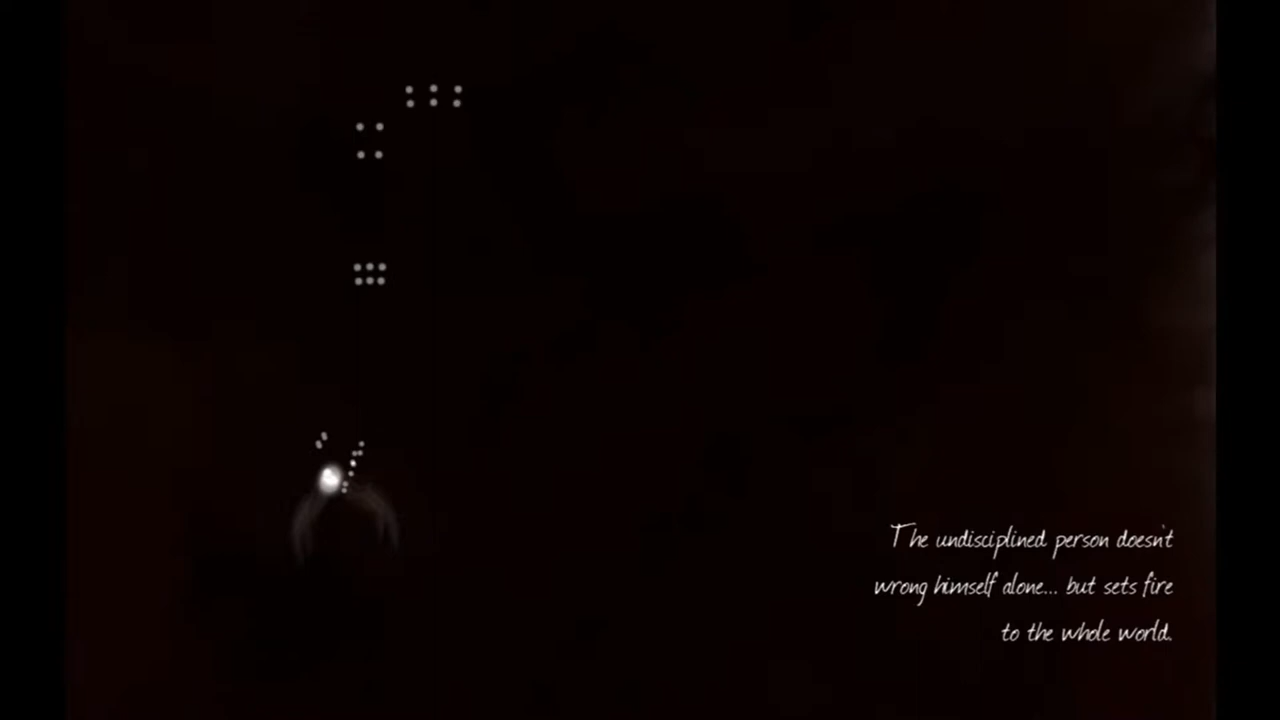 The undisciplined person doesn't
wrong himself alone... but sets fire
to the whole world.